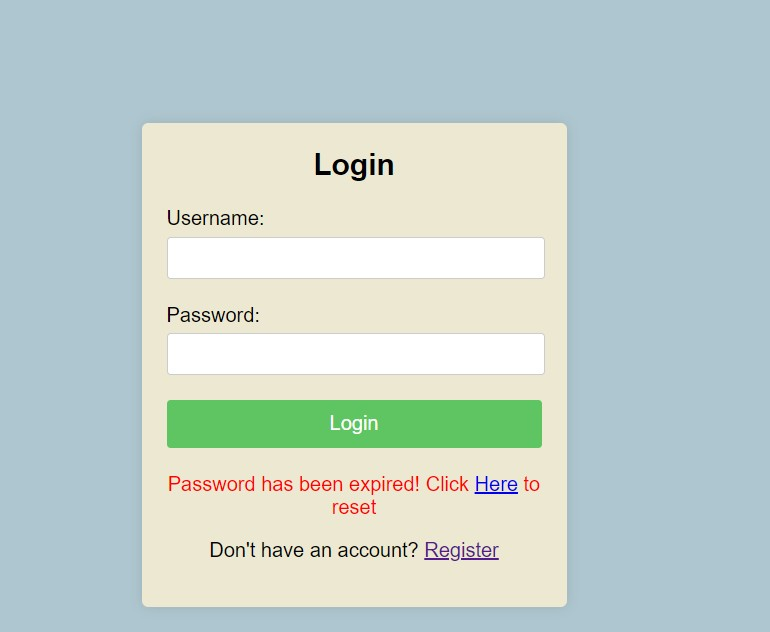 Login
Username:
Password:
Login
Password has been expired! Click Here to
reset
Don't have an account? Register